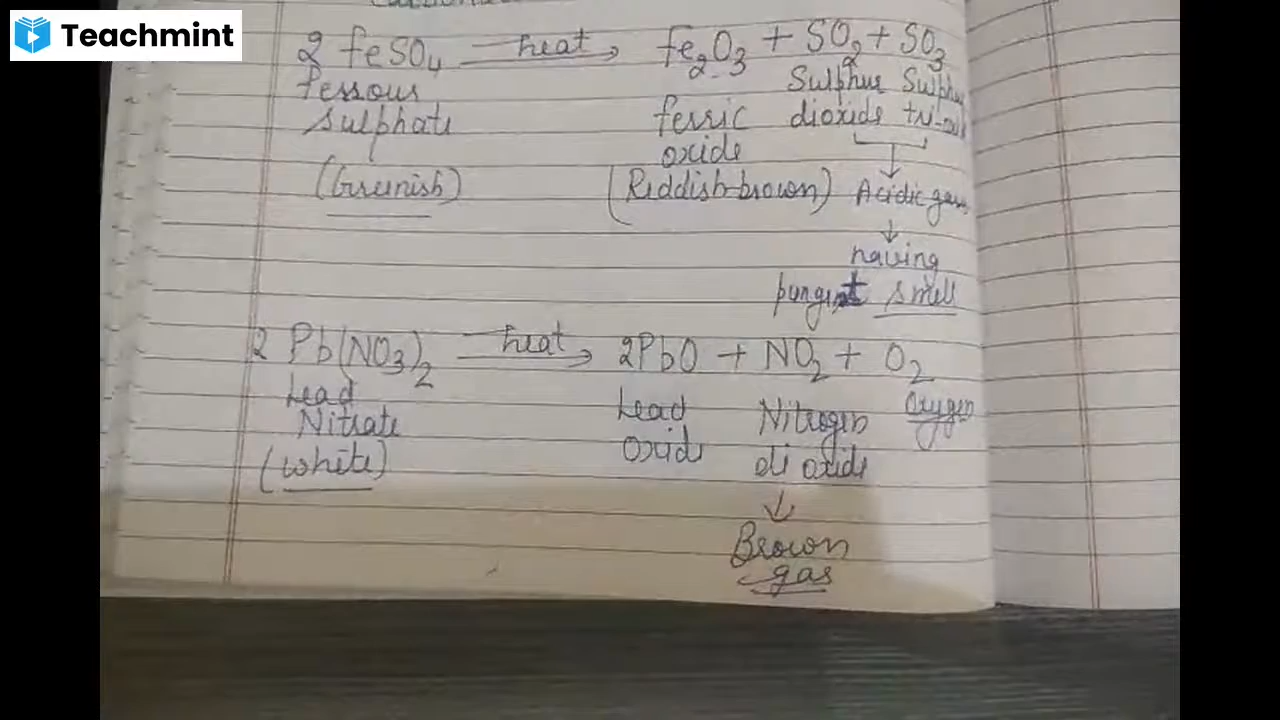 Teachmint
2 FeSO₄ —heat→ Fe₂O₃ + SO₂ + SO₃
ferrous sulphate
ferric oxide
Sulphur dioxide
Sulphur
(Greenish)
(Reddish-brown)
Acidic gas
↓
having
pungent smell
2 Pb(NO₃)₂ —heat→ 2PbO + NO₂ + O₂
Lead Nitrate
Lead oxide
Nitrogen di oxide
Oxygen
(white)
↓
Brown
gas